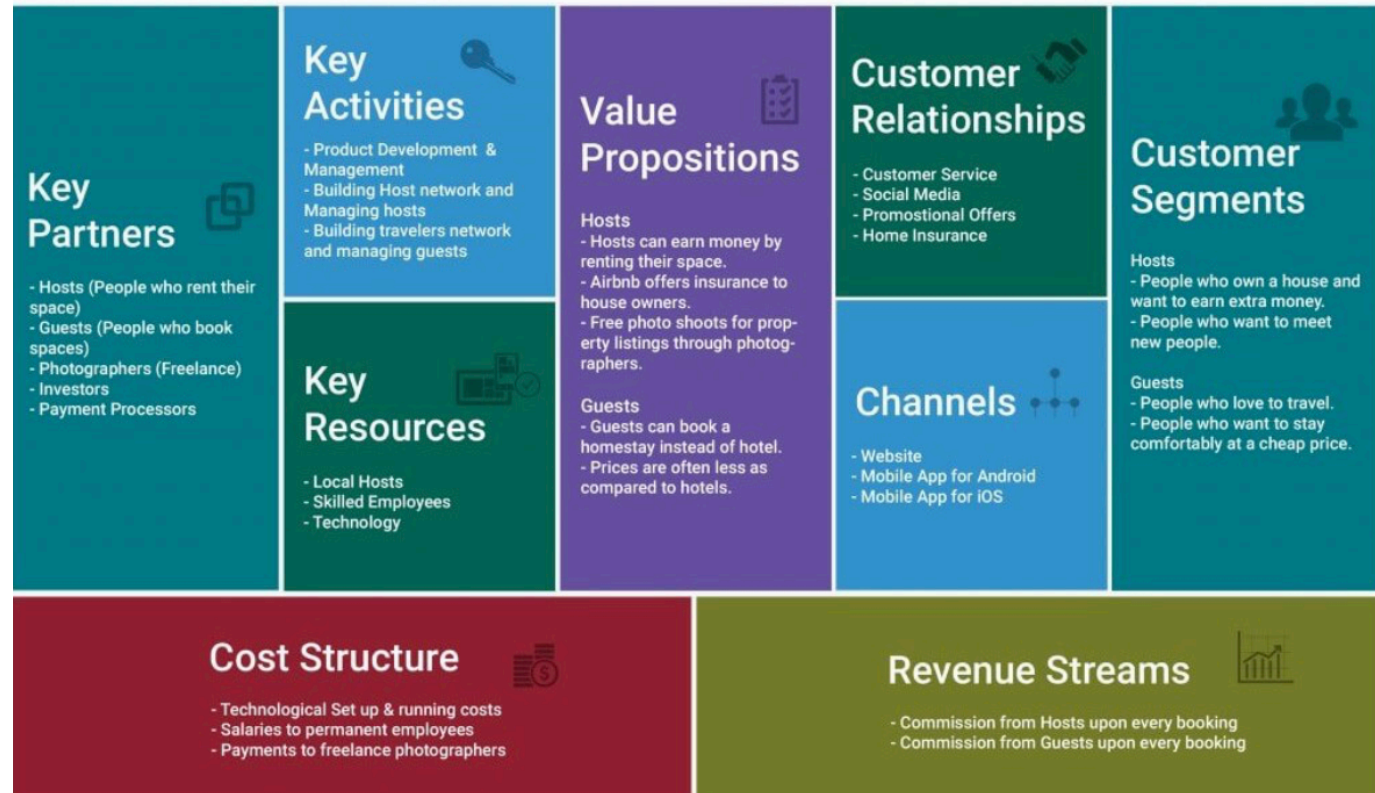 Key
Partners
- Hosts (People who rent their
space)
- Guests (People who book
spaces)
- Photographers (Freelance)
- Investors
- Payment Processors
Key
Activities
- Product Development & 
Management
- Building Host network and
Managing hosts
- Building travelers network
and managing guests
Key
Resources
- Local Hosts
- Skilled Employees
- Technology
Value
Propositions
Hosts
- Hosts can earn money by
renting their space.
- Airbnb offers insurance to
house owners.
- Free photo shoots for prop-
erty listings through photog-
raphers.
Guests
- Guests can book a
homestay instead of hotel.
- Prices are often less as
compared to hotels.
Customer
Relationships
- Customer Service
- Social Media
- Promostional Offers
- Home Insurance
Channels
- Website
- Mobile App for Android
- Mobile App for iOS
Customer
Segments
Hosts
- People who own a house and
want to earn extra money.
- People who want to meet
new people.
Guests
- People who love to travel.
- People who want to stay
comfortably at a cheap price.
Cost Structure
$
- Technological Set up & running costs
- Salaries to permanent employees
- Payments to freelance photographers
Revenue Streams
- Commission from Hosts upon every booking
- Commission from Guests upon every booking